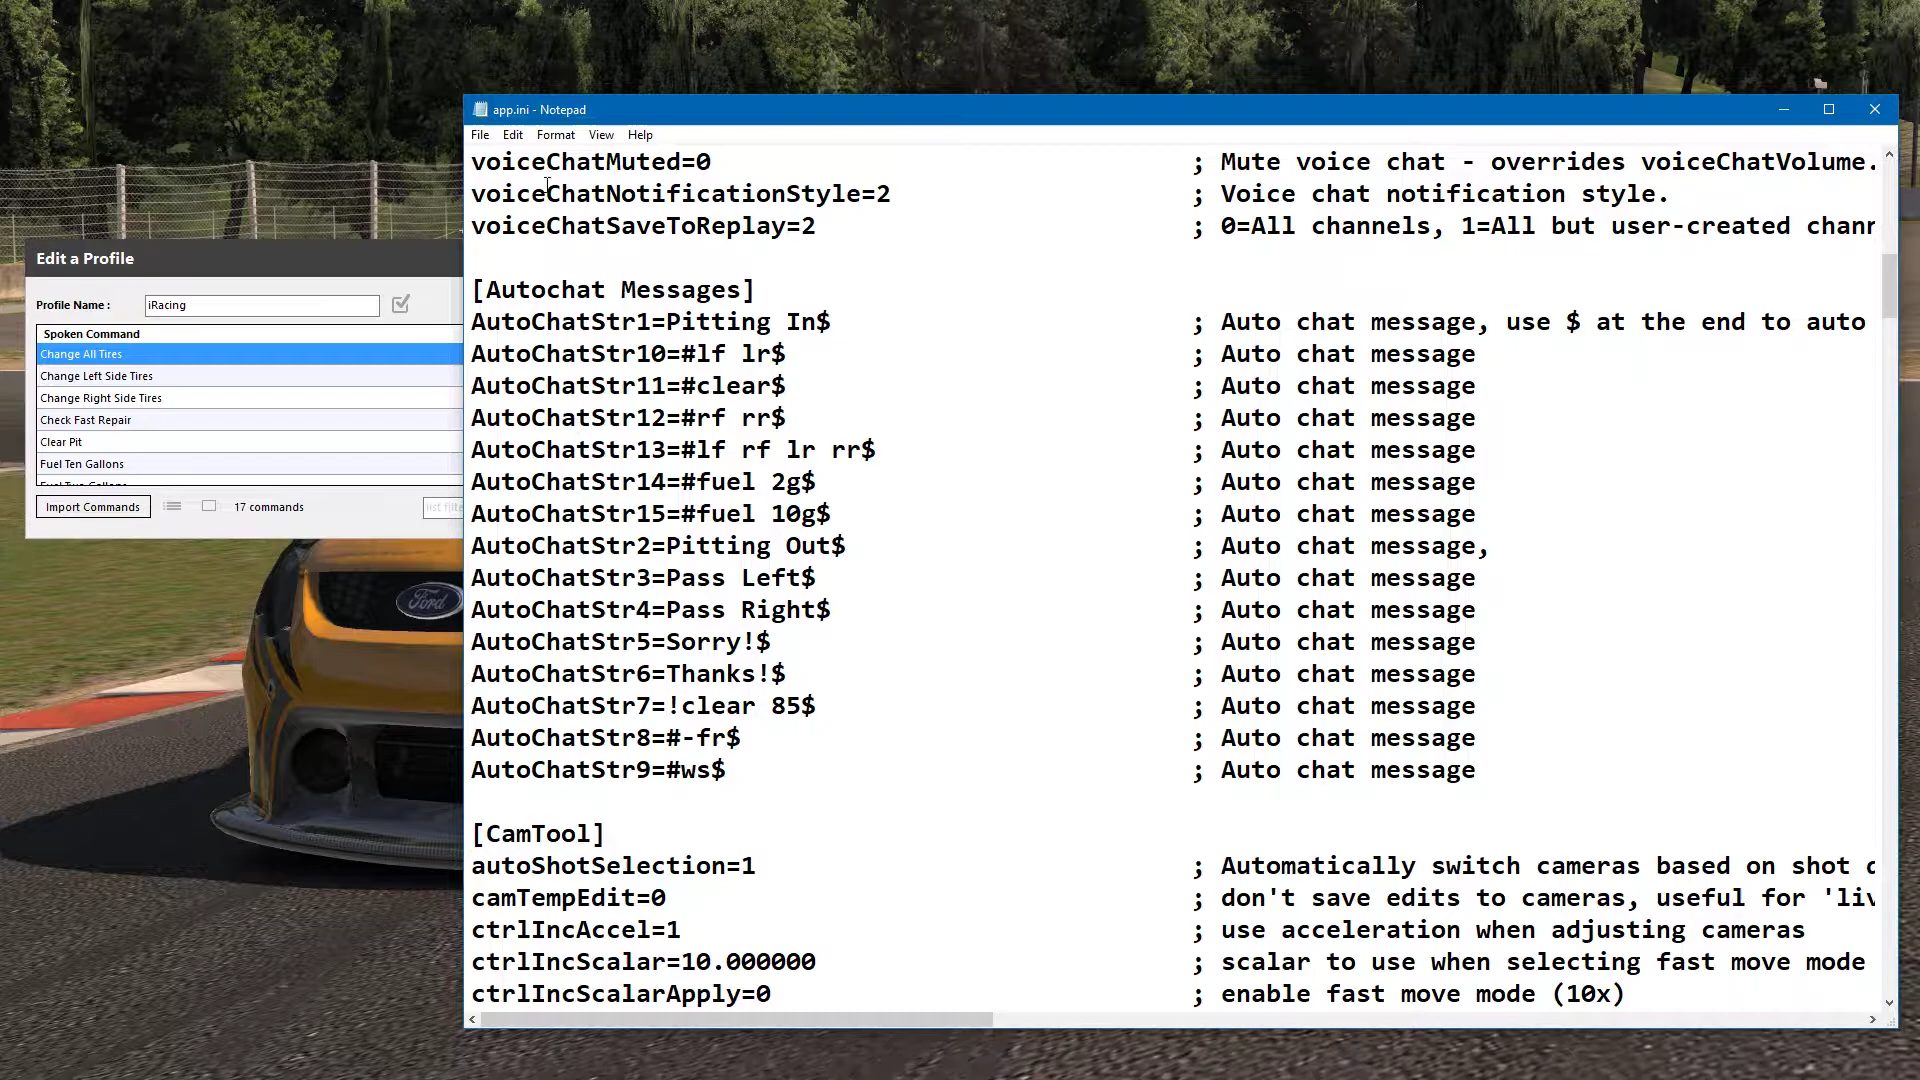 app.ini - Notepad
File Edit Format View Help
voiceChatMuted=0 ; Mute voice chat - overrides voiceChatVolume.
voiceChatNotificationStyle=2 ; Voice chat notification style.
voiceChatSaveToReplay=2 ; 0=All channels, 1=All but user-created chann
[Autochat Messages]
AutoChatStr1=Pitting In$ ; Auto chat message, use $ at the end to auto
AutoChatStr10=#lf lr$ ; Auto chat message
AutoChatStr11=#clear$ ; Auto chat message
AutoChatStr12=#rf rr$ ; Auto chat message
AutoChatStr13=#lf rf lr rr$ ; Auto chat message
AutoChatStr14=#fuel 2g$ ; Auto chat message
AutoChatStr15=#fuel 10g$ ; Auto chat message
AutoChatStr2=Pitting Out$ ; Auto chat message,
AutoChatStr3=Pass Left$ ; Auto chat message
AutoChatStr4=Pass Right$ ; Auto chat message
AutoChatStr5=Sorry!$ ; Auto chat message
AutoChatStr6=Thanks!$ ; Auto chat message
AutoChatStr7=!clear 85$ ; Auto chat message
AutoChatStr8=#-fr$ ; Auto chat message
AutoChatStr9=#ws$ ; Auto chat message
[CamTool]
autoShotSelection=1 ; Automatically switch cameras based on shot
camTempEdit=0 ; don't save edits to cameras, useful for 'liv
ctrlIncAccel=1 ; use acceleration when adjusting cameras
ctrlIncScalar=10.000000 ; scalar to use when selecting fast move mode
ctrlIncScalarApply=0 ; enable fast move mode (10x)
Edit a Profile
Profile Name : iRacing
Spoken Command
Change All Tires
Change Left Side Tires
Change Right Side Tires
Check Fast Repair
Clear Pit
Fuel Ten Gallons
Fuel Two Gallons
Import Commands 17 commands list filte
Ford